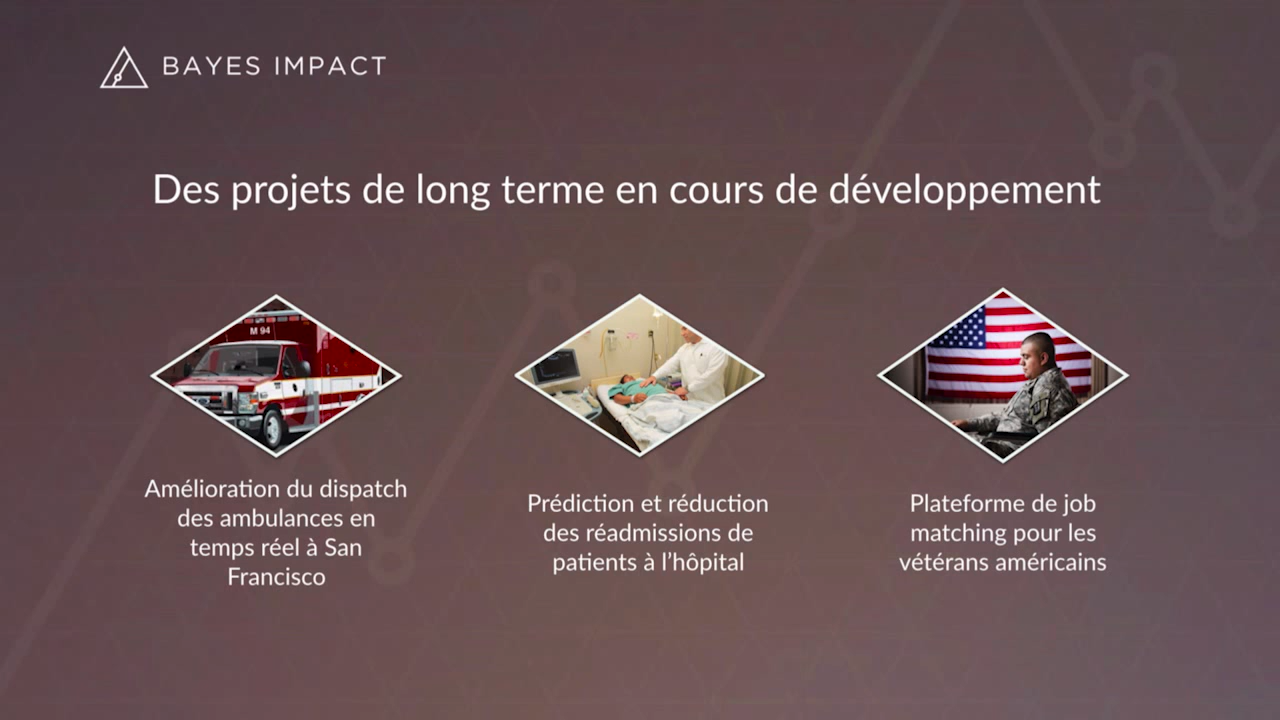 BAYES IMPACT
Des projets de long terme en cours de développement
M 94
Amélioration du dispatch
des ambulances en
temps réel à San
Francisco
Prédiction et réduction
des réadmissions de
patients à l'hôpital
Plateforme de job
matching pour les
vétérans américains